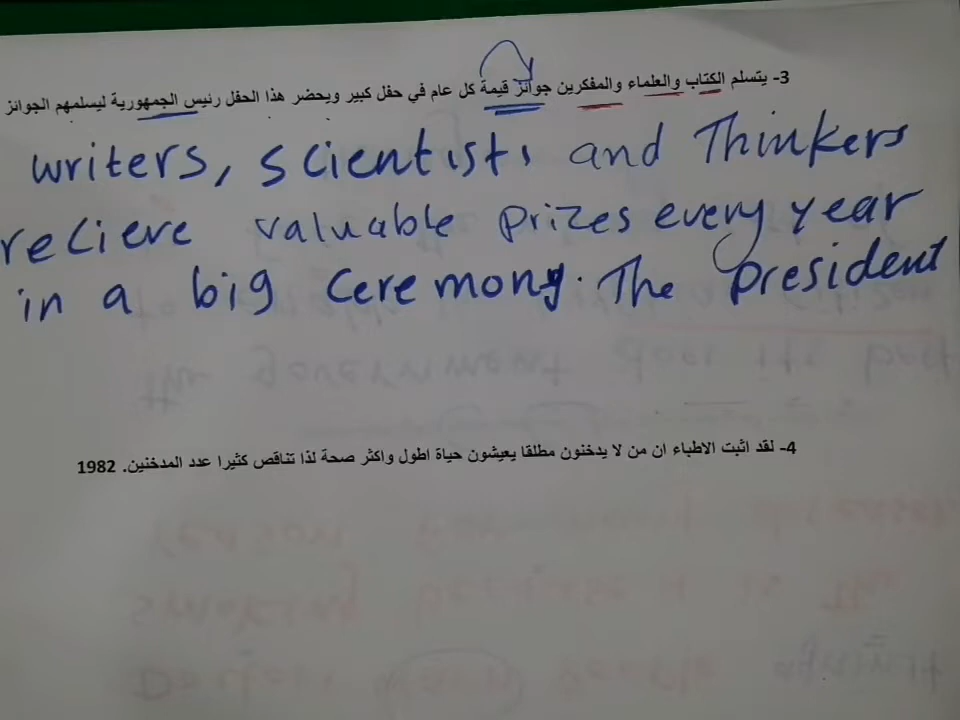 3- يتسلم الكتاب والعلماء والمفكرين جوائز قيمة كل عام في حفل كبير ويحضر هذا الحفل رئيس الجمهورية ليسلمهم الجوائز
writers, scientists and Thinkers
relieve valuable prizes every year
in a big ceremony. The president
4- لقد اثبت الاطباء ان من لا يدخنون مطلقا يعيشون حياة اطول واكثر صحة لذا تناقص كثيرا عدد المدخنين. 1982